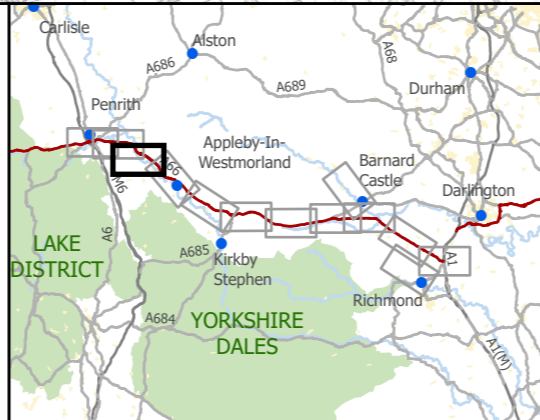 Carlisle
Alston
A686
A68
A689
Durham
Penrith
Appleby-In-
Westmorland
Barnard
Castle
Darlington
A66
M6
A6
LAKE
DISTRICT
A685
Kirkby
Stephen
A1
Richmond
A684
YORKSHIRE
DALES
A1(M)